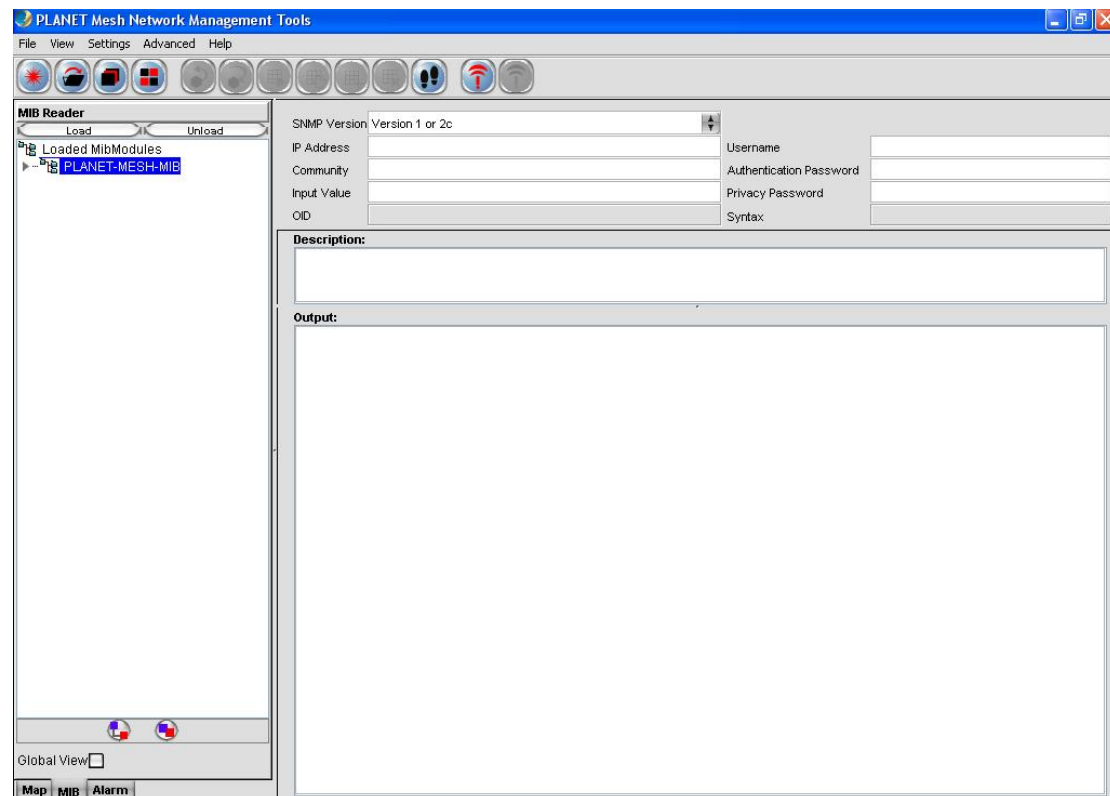 PLANET Mesh Network Management Tools
File View Settings Advanced Help
MIB Reader
Load Unload
Loaded MibModules
PLANET-MESH-MIB
SNMP Version Version 1 or 2c
IP Address Username
Community Authentication Password
Input Value Privacy Password
OID Syntax
Description:
Output:
Global View
Map MIB Alarm